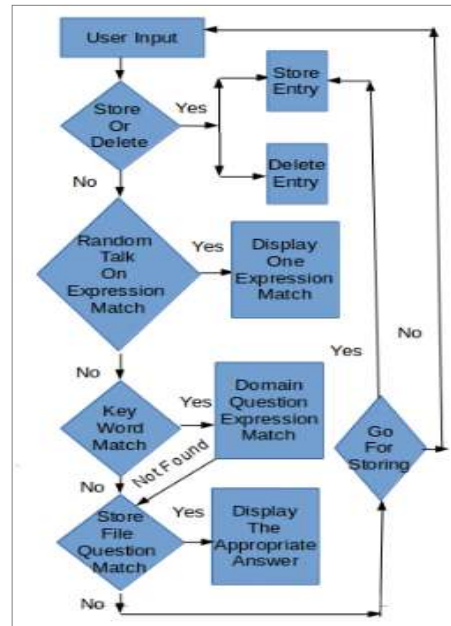 User Input
Store
Or
Delete
Yes
Store
Entry
Delete
Entry
No
Random
Talk
On
Expression
Match
Yes
Display
One
Expression
Match
No
Key
Word
Match
Yes
Domain
Question
Expression
Match
Not Found
No
Store
File
Question
Match
Yes
Display
The
Appropriate
Answer
No
Go
For
Storing
Yes
No